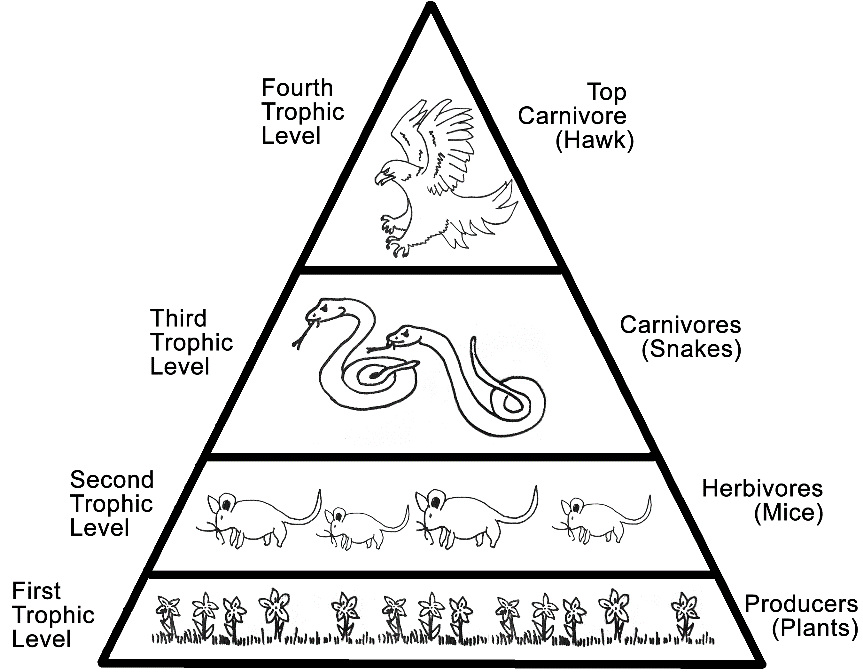 Fourth
Trophic
Level
Top
Carnivore
(Hawk)
Third
Trophic
Level
Carnivores
(Snakes)
Second
Trophic
Level
Herbivores
(Mice)
First
Trophic
Level
Producers
(Plants)